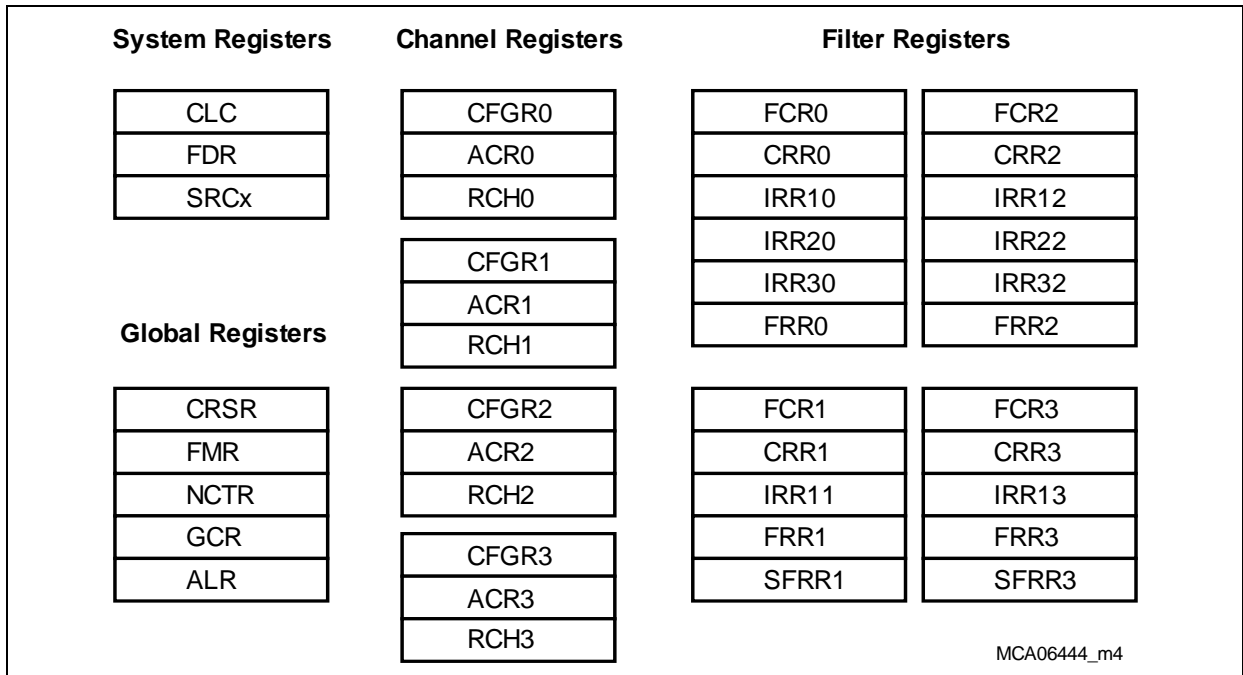 System Registers
CLC
FDR
SRCx
Global Registers
CRSR
FMR
NCTR
GCR
ALR
Channel Registers
CFGR0
ACR0
RCH0
CFGR1
ACR1
RCH1
CFGR2
ACR2
RCH2
CFGR3
ACR3
RCH3
Filter Registers
FCR0
CRR0
IRR10
IRR20
IRR30
FRR0
FCR2
CRR2
IRR12
IRR22
IRR32
FRR2
FCR1
CRR1
IRR11
FRR1
SFRR1
FCR3
CRR3
IRR13
FRR3
SFRR3
MCA06444_m4